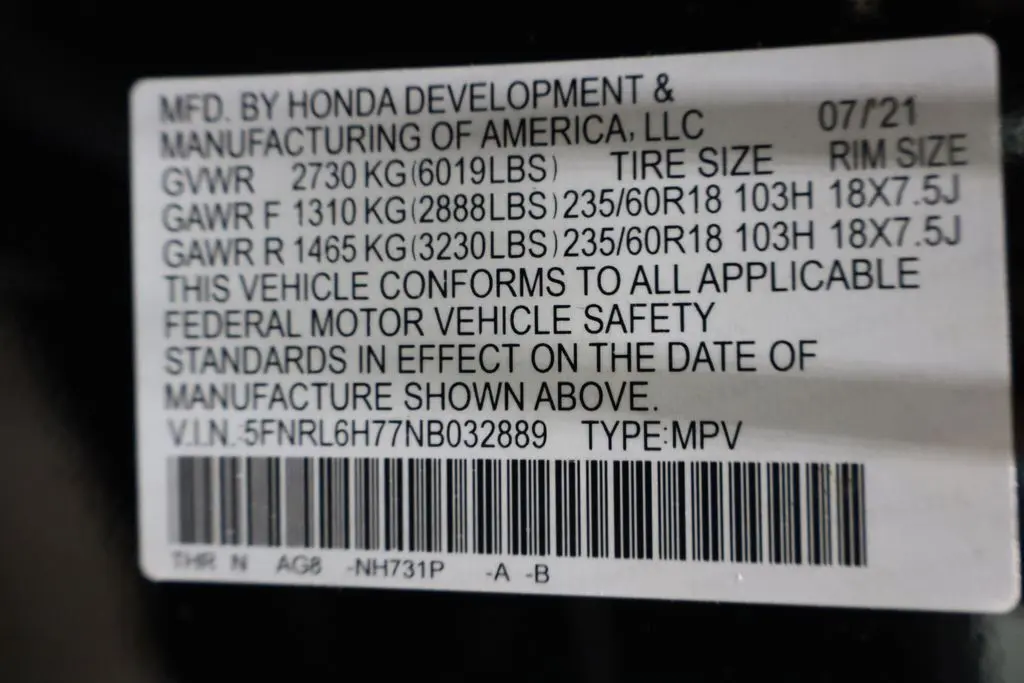 MFD. BY HONDA DEVELOPMENT &
MANUFACTURING OF AMERICA, LLC 07/'21
GVWR 2730 KG(6019LBS) TIRE SIZE RIM SIZE
GAWR F 1310 KG(2888LBS) 235/60R18 103H 18X7.5J
GAWR R 1465 KG(3230LBS) 235/60R18 103H 18X7.5J
THIS VEHICLE CONFORMS TO ALL APPLICABLE
FEDERAL MOTOR VEHICLE SAFETY
STANDARDS IN EFFECT ON THE DATE OF
MANUFACTURE SHOWN ABOVE.
V.I.N.:5FNRL6H77NB032889 TYPE:MPV
THR N AG8 -NH731P -A -B